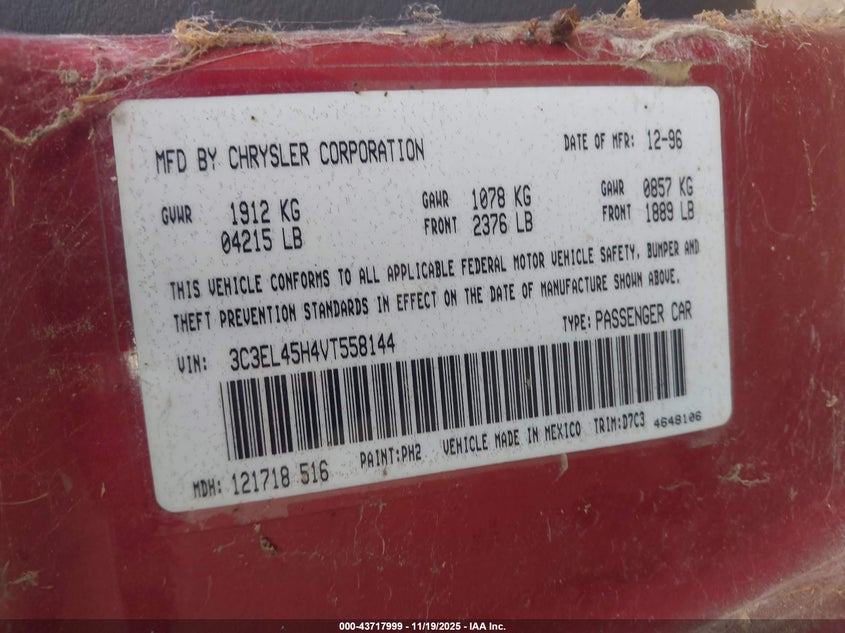 MFD BY CHRYSLER CORPORATION DATE OF MFR: 12-96
GVWR 1912 KG GAWR 1078 KG GAWR 0857 KG
04215 LB FRONT 2376 LB FRONT 1889 LB
THIS VEHICLE CONFORMS TO ALL APPLICABLE FEDERAL MOTOR VEHICLE SAFETY, BUMPER AND
THEFT PREVENTION STANDARDS IN EFFECT ON THE DATE OF MANUFACTURE SHOWN ABOVE.
VIN: 3C3EL45H4VT558144 TYPE: PASSENGER CAR
MDH: 121718 516 PAINT:PH2 VEHICLE MADE IN MEXICO TRIM:D7C3 4648106
000-43717999 - 11/19/2025 - IAA Inc.